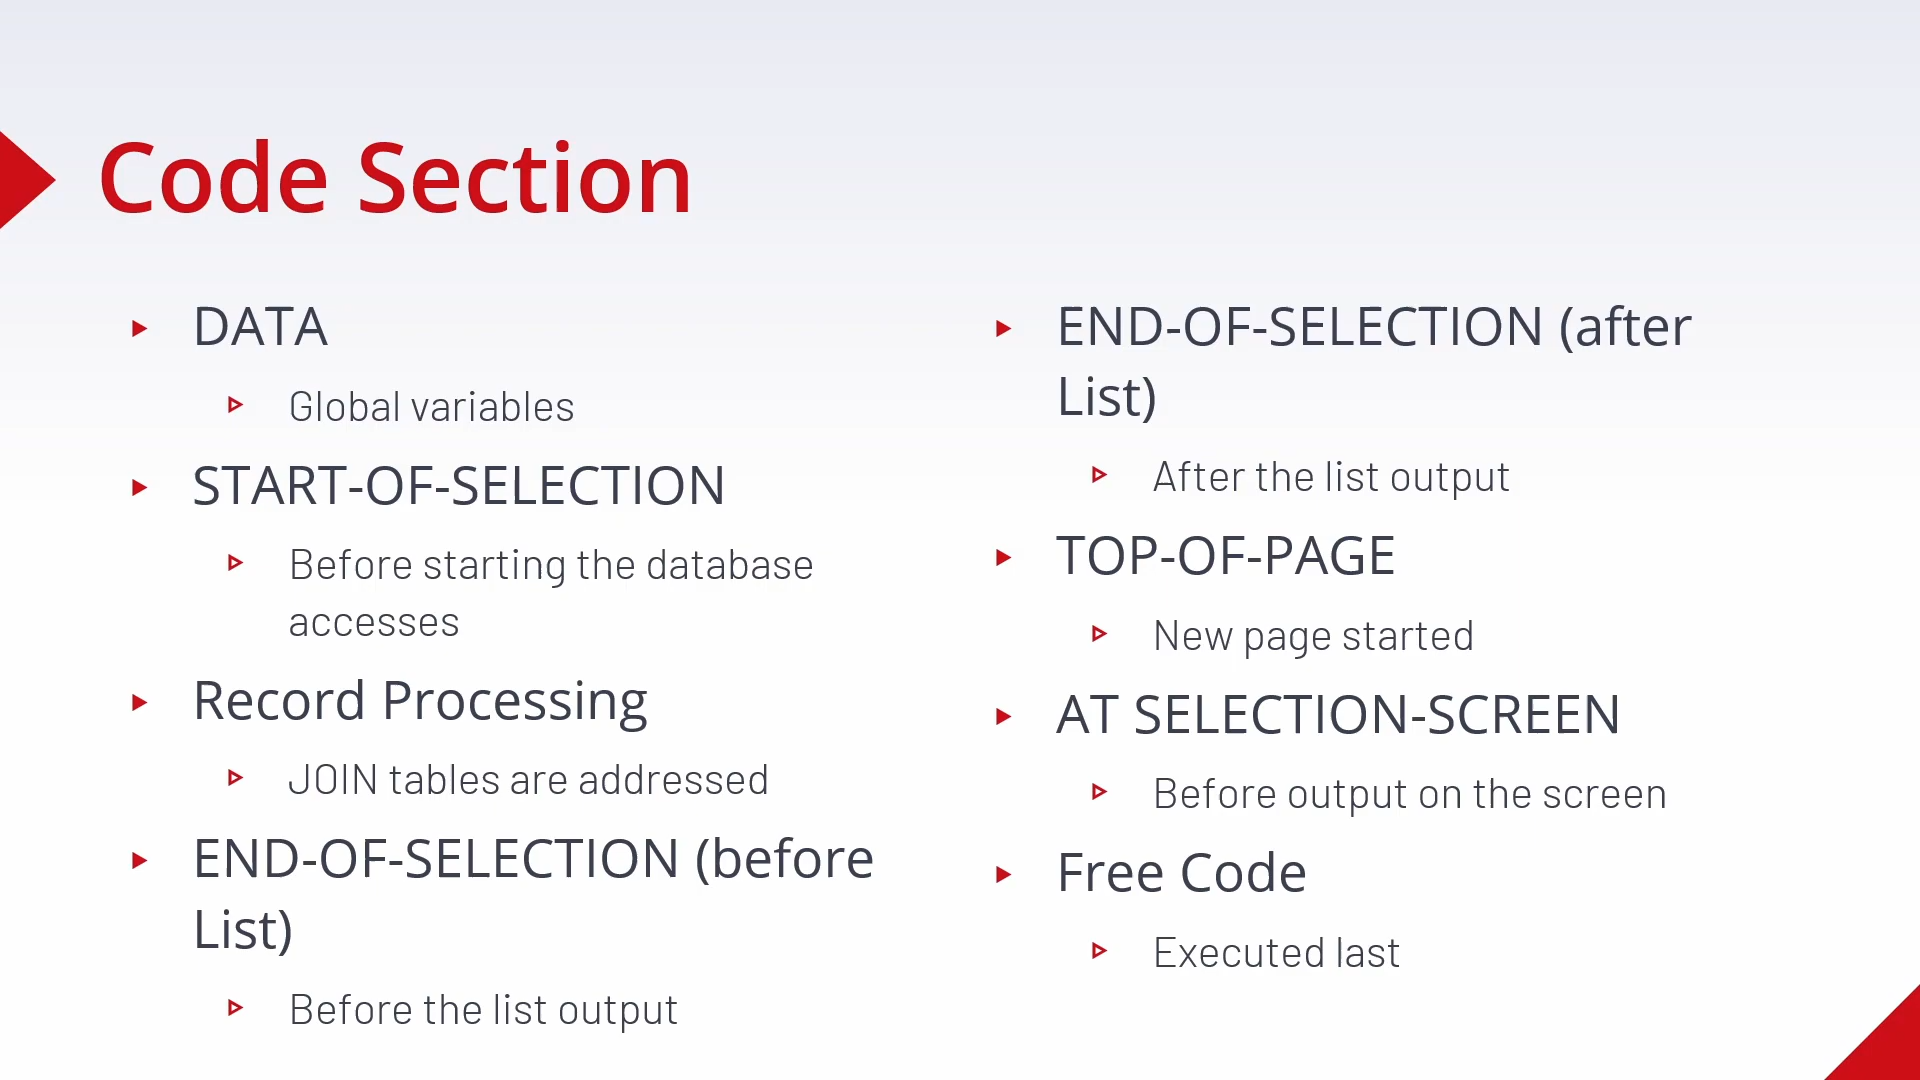 Code Section
DATA
Global variables
START-OF-SELECTION
Before starting the database
accesses
Record Processing
JOIN tables are addressed
END-OF-SELECTION (before
List)
Before the list output
END-OF-SELECTION (after
List)
After the list output
TOP-OF-PAGE
New page started
AT SELECTION-SCREEN
Before output on the screen
Free Code
Executed last